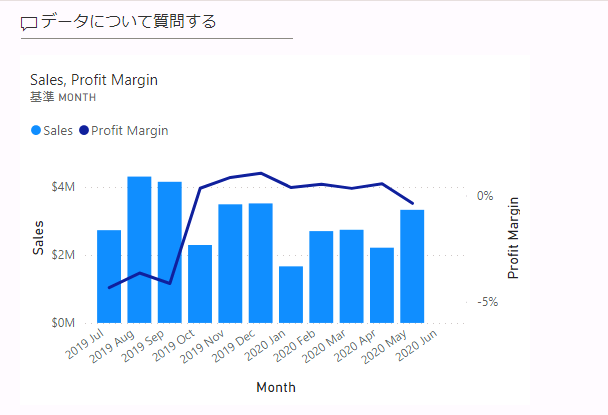 データについて質問する
Sales, Profit Margin
基準 MONTH
Sales Profit Margin
$4M
$2M
$0M
Sales
0%
-5%
Profit Margin
2019 Jul
2019 Aug
2019 Sep
2019 Oct
2019 Nov
2019 Dec
2020 Jan
2020 Feb
2020 Mar
2020 Apr
2020 May
2020 Jun
Month